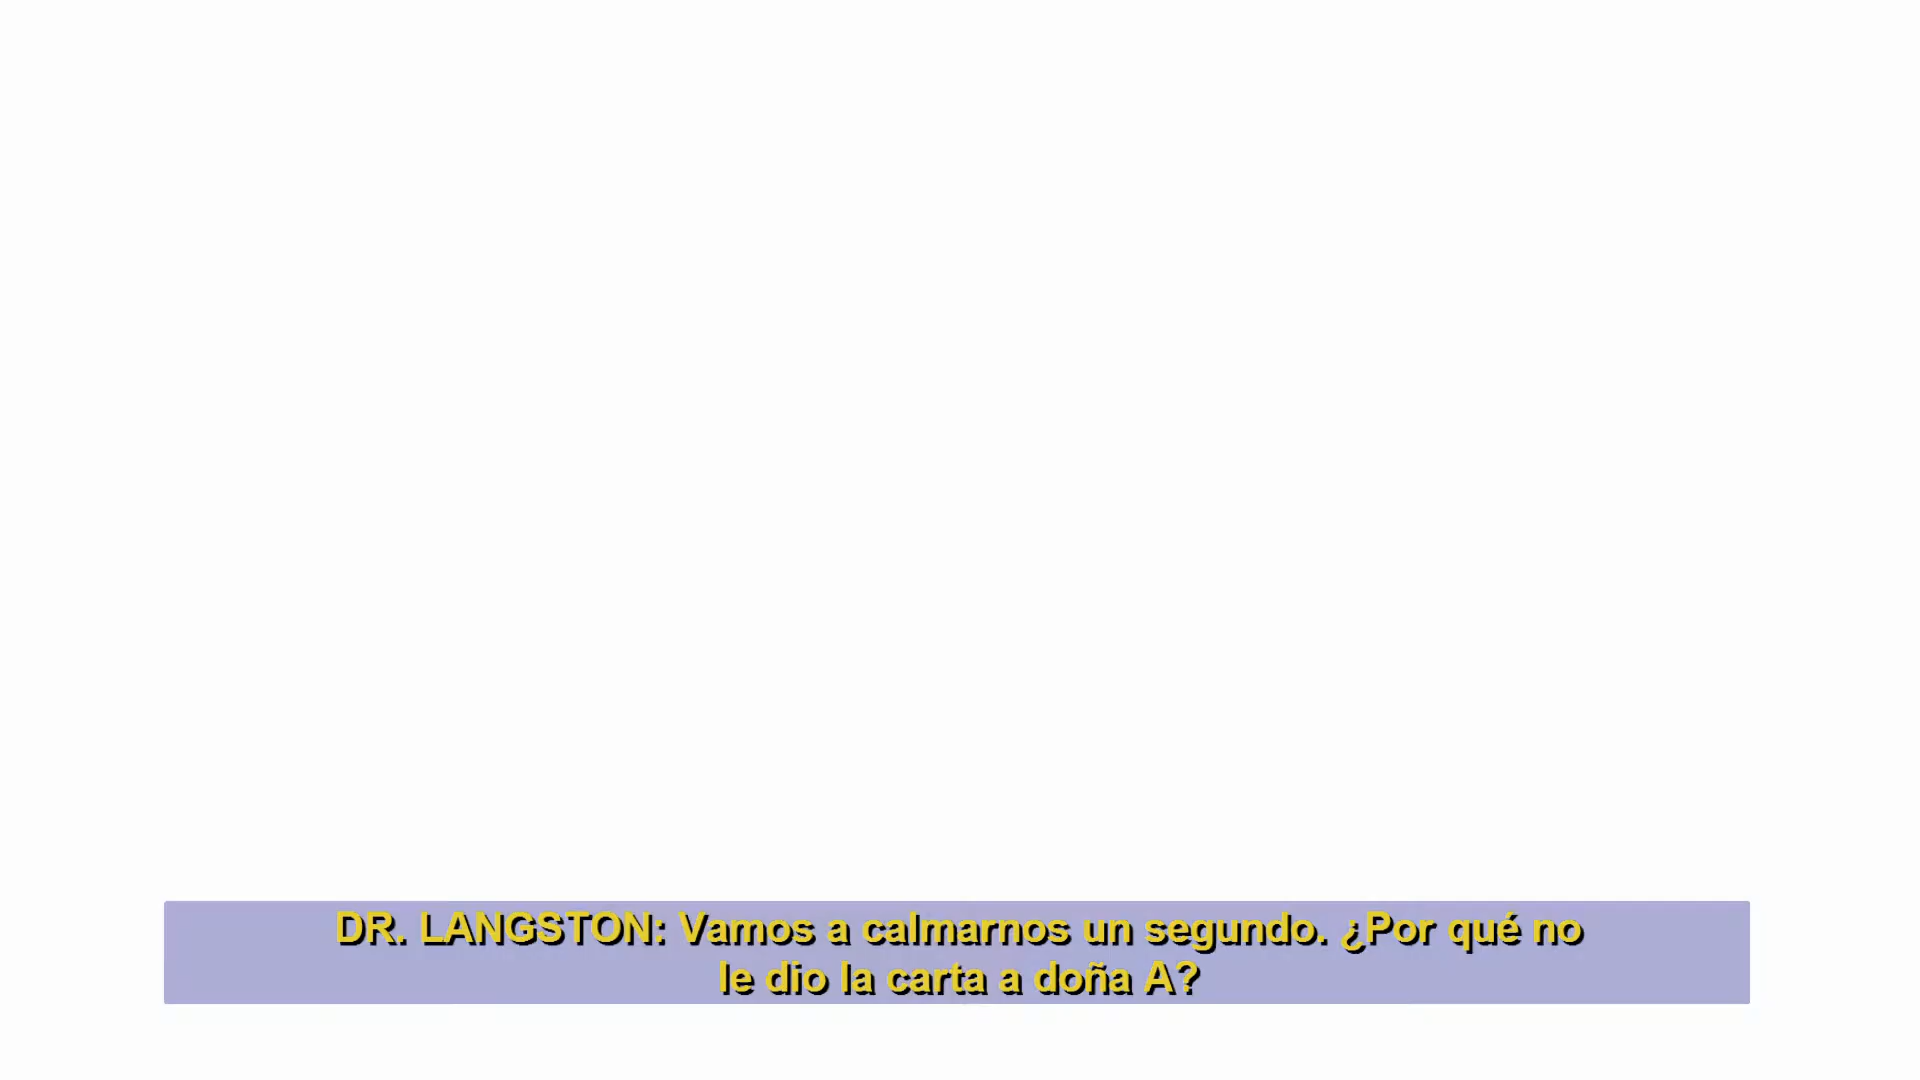 DR. LANGSTON: Vamos a calmarnos un segundo. ¿Por qué no
le dio la carta a doña A?